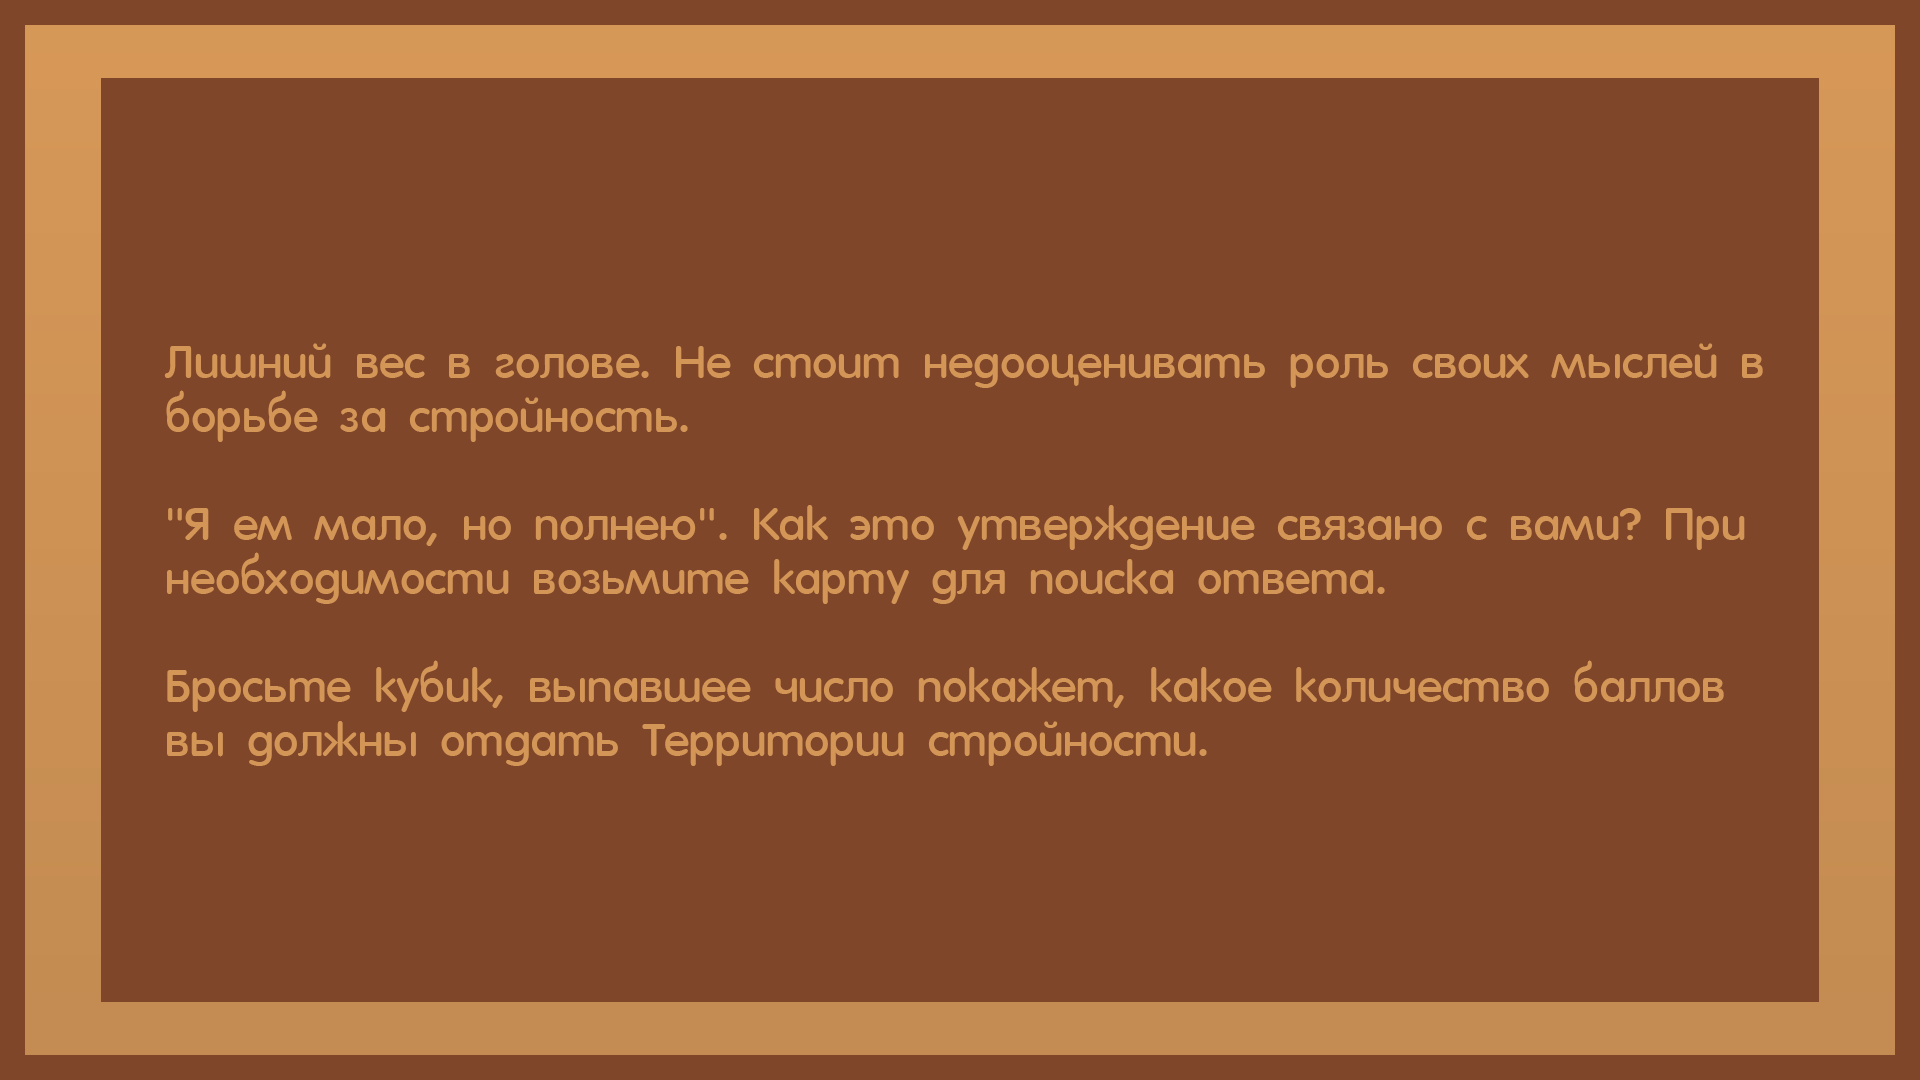 Лишний вес в голове. Не стоит недооценивать роль своих мыслей в
борьбе за стройность.
"Я ем мало, но полнею". Как это утверждение связано с вами? При
необходимости возьмите карту для поиска ответа.
Бросьте кубик, выпавшее число покажет, какое количество баллов
вы должны отдать Территории стройности.